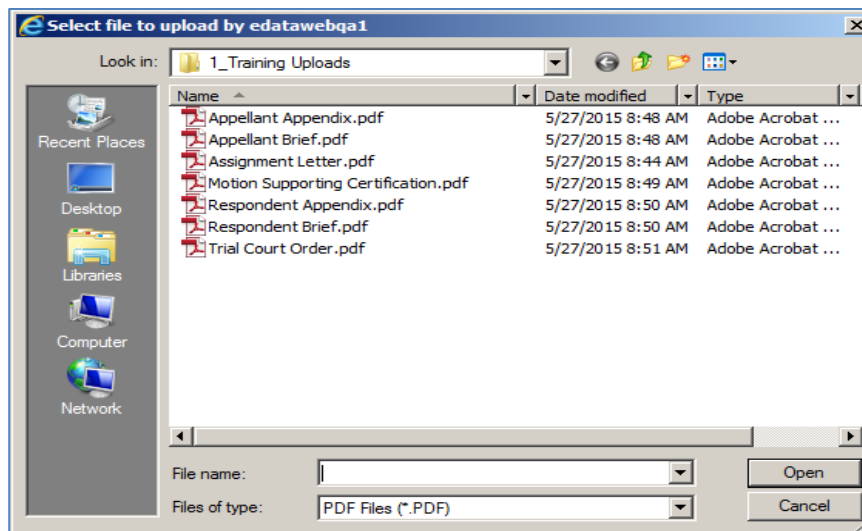 Select file to upload by edatawebqa1
Look in: 1_Training Uploads
Name Date modified Type
Recent Places
Desktop
Libraries
Computer
Network
Appellant Appendix.pdf 5/27/2015 8:48 AM Adobe Acrobat ...
Appellant Brief.pdf 5/27/2015 8:48 AM Adobe Acrobat ...
Assignment Letter.pdf 5/27/2015 8:44 AM Adobe Acrobat ...
Motion Supporting Certification.pdf 5/27/2015 8:49 AM Adobe Acrobat ...
Respondent Appendix.pdf 5/27/2015 8:50 AM Adobe Acrobat ...
Respondent Brief.pdf 5/27/2015 8:50 AM Adobe Acrobat ...
Trial Court Order.pdf 5/27/2015 8:51 AM Adobe Acrobat ...
File name: Open
Files of type: PDF Files (*.PDF) Cancel